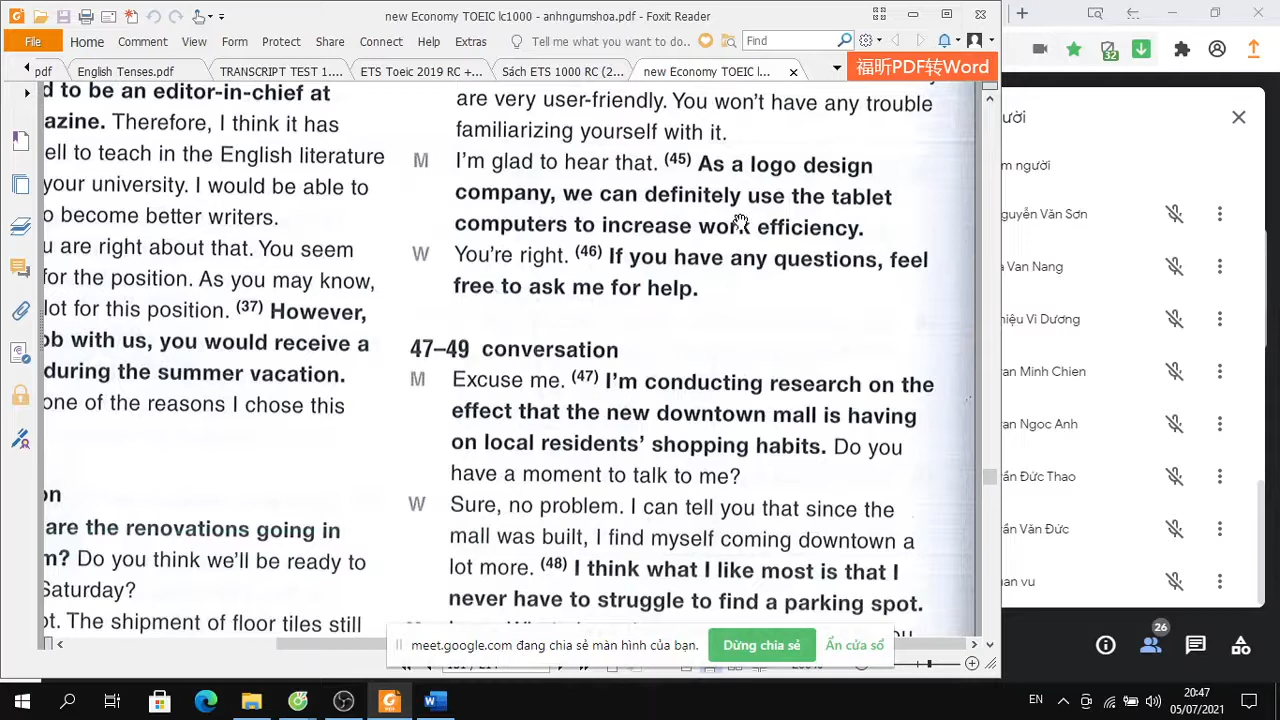 new Economy TOEIC lc1000 - anhngumshoa.pdf - Foxit Reader
File Home Comment View Form Protect Share Connect Help Extras Tell me what you want to do.. Find
pdf English Tenses.pdf TRANSCRIPT TEST 1.... ETS Toeic 2019 RC +... Sách ETS 1000 RC (2... new Economy TOEIC l...
福昕PDF转Word
d to be an editor-in-chief at
azine. Therefore, I think it has
ell to teach in the English literature
your university. I would be able to
o become better writers.
u are right about that. You seem
for the position. As you may know,
lot for this position. (37) However,
ob with us, you would receive a
during the summer vacation.
one of the reasons I chose this
on
are the renovations going in
m? Do you think we'll be ready to
Saturday?
ot. The shipment of floor tiles still
are very user-friendly. You won't have any trouble
familiarizing yourself with it.
M I'm glad to hear that. (45) As a logo design
company, we can definitely use the tablet
computers to increase work efficiency.
W You're right. (46) If you have any questions, feel
free to ask me for help.
47–49 conversation
M Excuse me. (47) I'm conducting research on the
effect that the new downtown mall is having
on local residents' shopping habits. Do you
have a moment to talk to me?
W Sure, no problem. I can tell you that since the
mall was built, I find myself coming downtown a
lot more. (48) I think what I like most is that I
never have to struggle to find a parking spot.
meet.google.com đang chia sẻ màn hình của bạn. Dừng chia sẻ Ẩn cửa sổ
32
ười
m người
guyễn Văn Sơn
a Van Nang
hiệu Vi Dương
ran Minh Chien
an Ngoc Anh
ần Đức Thao
rần Văn Đức
an vu
26
EN
20:47
05/07/2021